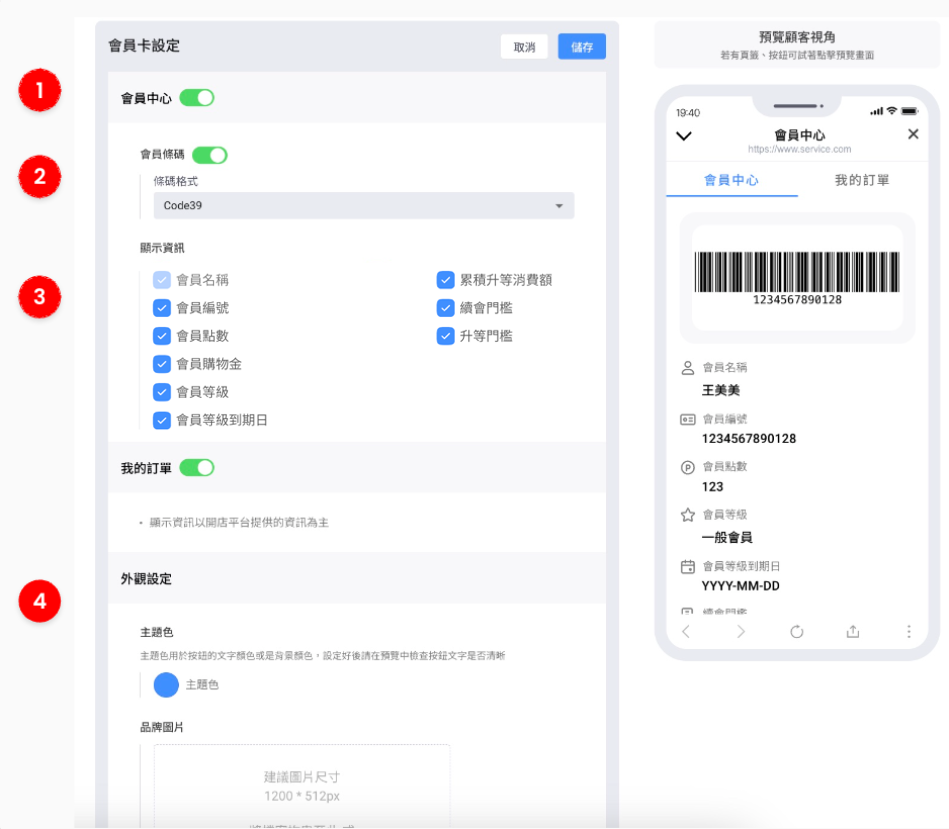 會員卡設定
取消
儲存
1
會員中心
2
會員條碼
條碼格式
Code39
3
顯示資訊
會員名稱
會員編號
會員點數
會員購物金
會員等級
會員等級到期日
累積升等消費額
續會門檻
升等門檻
我的訂單
• 顯示資訊以開店平台提供的資訊為主
4
外觀設定
主題色
主題色用於按鈕的文字顏色或是背景顏色，設定好後請在預覽中檢查按鈕文字是否清晰
主題色
品牌圖片
建議圖片尺寸
1200 * 512px
預覽顧客視角
若有頁籤、按鈕可試著點擊預覽畫面
19:40
會員中心
https://www.service.com
會員中心
我的訂單
1234567890128
會員名稱
王美美
會員編號
1234567890128
會員點數
123
會員等級
一般會員
會員等級到期日
YYYY-MM-DD
續會門檻